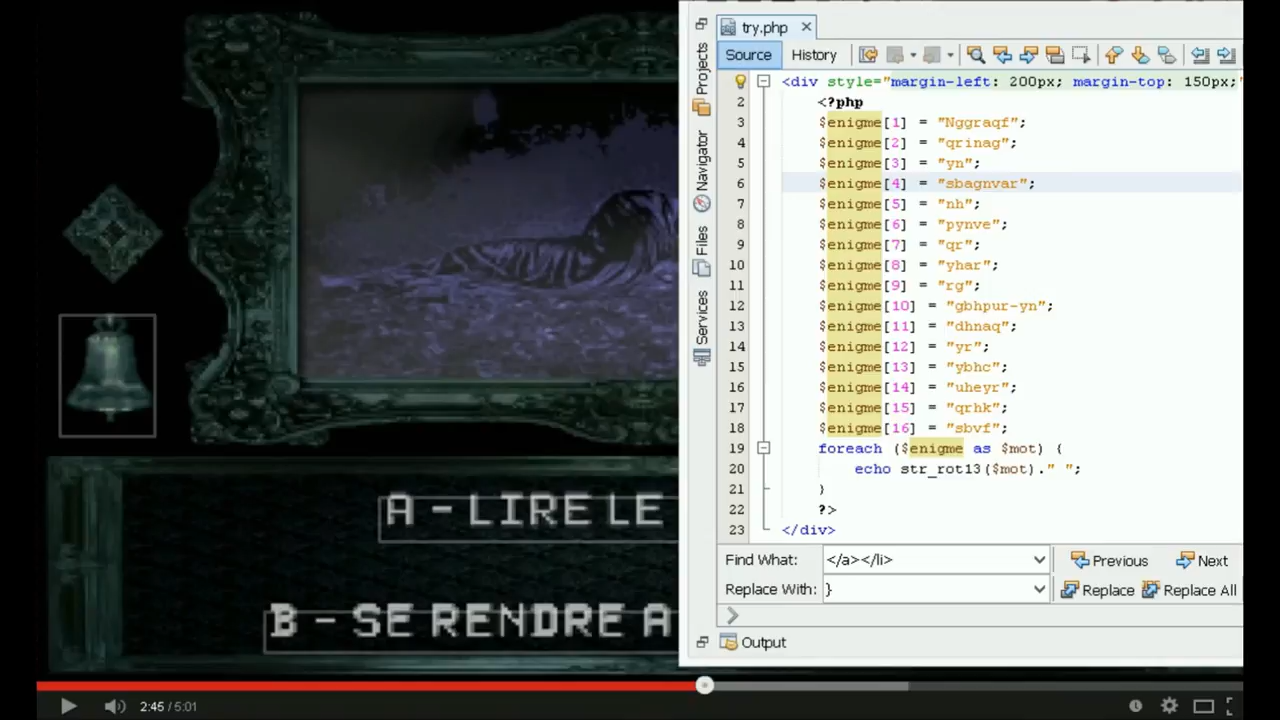 try.php
Source History
<div style="margin-left: 200px; margin-top: 150px;"
2 <?php
3 $enigme[1] = "Nggraqf";
4 $enigme[2] = "qrinag";
5 $enigme[3] = "yn";
6 $enigme[4] = "sbagnvar";
7 $enigme[5] = "nh";
8 $enigme[6] = "pynve";
9 $enigme[7] = "qr";
10 $enigme[8] = "yhar";
11 $enigme[9] = "rg";
12 $enigme[10] = "gbhpur-yn";
13 $enigme[11] = "dhnaq";
14 $enigme[12] = "yr";
15 $enigme[13] = "ybhc";
16 $enigme[14] = "uheyr";
17 $enigme[15] = "qrhk";
18 $enigme[16] = "sbvf";
19 foreach ($enigme as $mot) {
20 echo str_rot13($mot)." ";
21 }
22 ?>
23 </div>
Projects
Navigator
Files
Services
Find What: </a></li> Previous Next
Replace With: } Replace Replace All
Output
A - LIRE LE
B - SE RENDRE A
2:45 / 5:01